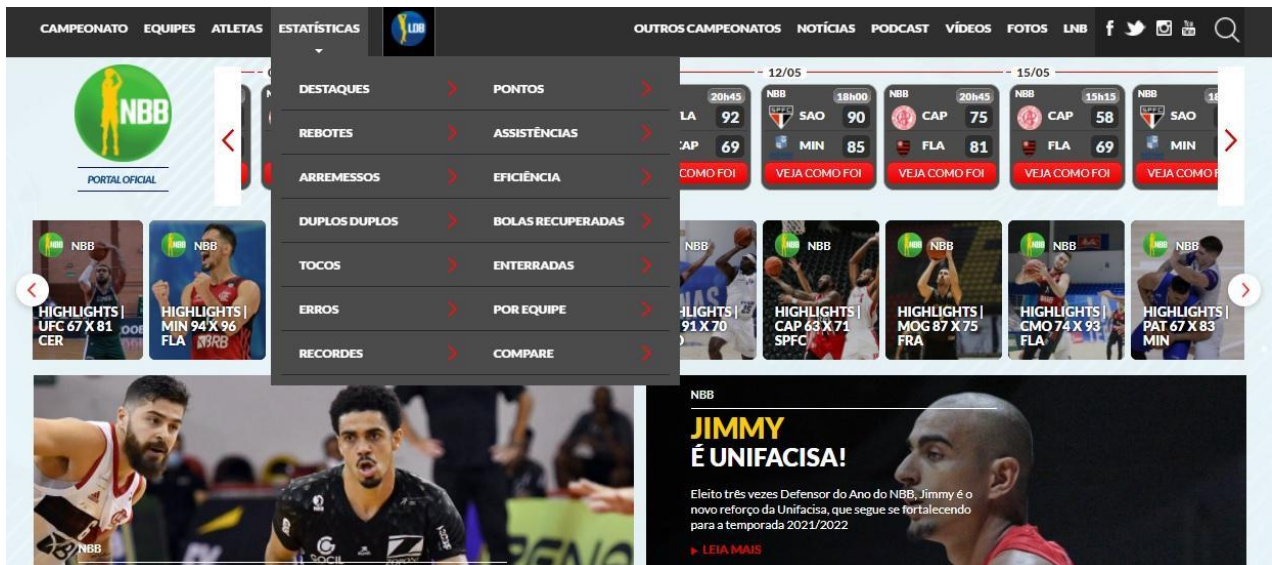 CAMPEONATO EQUIPES ATLETAS ESTATÍSTICAS LDB OUTROS CAMPEONATOS NOTÍCIAS PODCAST VÍDEOS FOTOS LNB
NBB
PORTAL OFICIAL
DESTAQUES PONTOS
REBOTES ASSISTÊNCIAS
ARREMESSOS EFICIÊNCIA
DUPLOS DUPLOS BOLAS RECUPERADAS
TOCOS ENTERRADAS
ERROS POR EQUIPE
RECORDES COMPARE
12/05 15/05
20h45
LA 92
AP 69
COMO FOI
NBB 18h00
SAO 90
MIN 85
VEJA COMO FOI
NBB 20h45
CAP 75
FLA 81
VEJA COMO FOI
NBB 15h15
CAP 58
FLA 69
VEJA COMO FOI
NBB 18
SAO
MIN
VEJA COMO F
NBB
HIGHLIGHTS |
UFC 67 X 81
CER
NBB
HIGHLIGHTS |
MIN 94 X 96
FLA
NBB
HLIGHTS |
91 X 70
NBB
HIGHLIGHTS |
CAP 63 X 71
SPFC
NBB
HIGHLIGHTS |
MOG 87 X 75
FRA
NBB
HIGHLIGHTS |
CMO 74 X 93
FLA
NBB
HIGHLIGHTS |
PAT 67 X 83
MIN
NBB
NBB
JIMMY
É UNIFACISA!
Eleito três vezes Defensor do Ano do NBB, Jimmy é o
novo reforço da Unifacisa, que segue se fortalecendo
para a temporada 2021/2022
LEIA MAIS